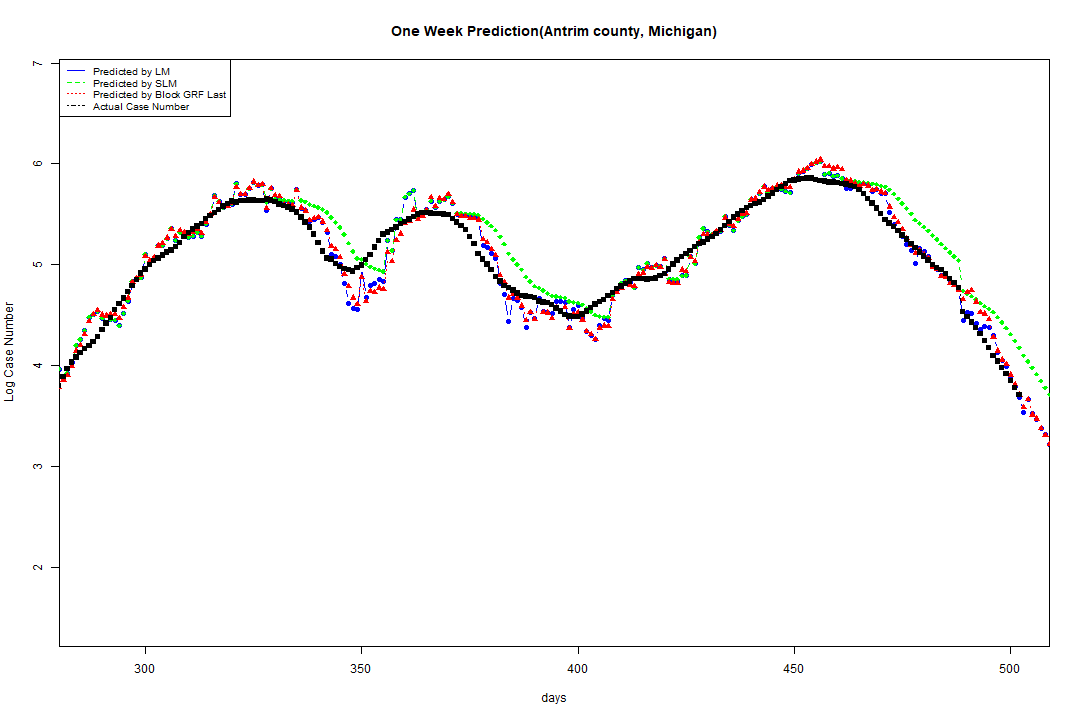 One Week Prediction(Antrim county, Michigan)
Predicted by LM
Predicted by SLM
Predicted by Block GRF Last
Actual Case Number
7
6
5
4
3
2
Log Case Number
300 350 400 450 500
days